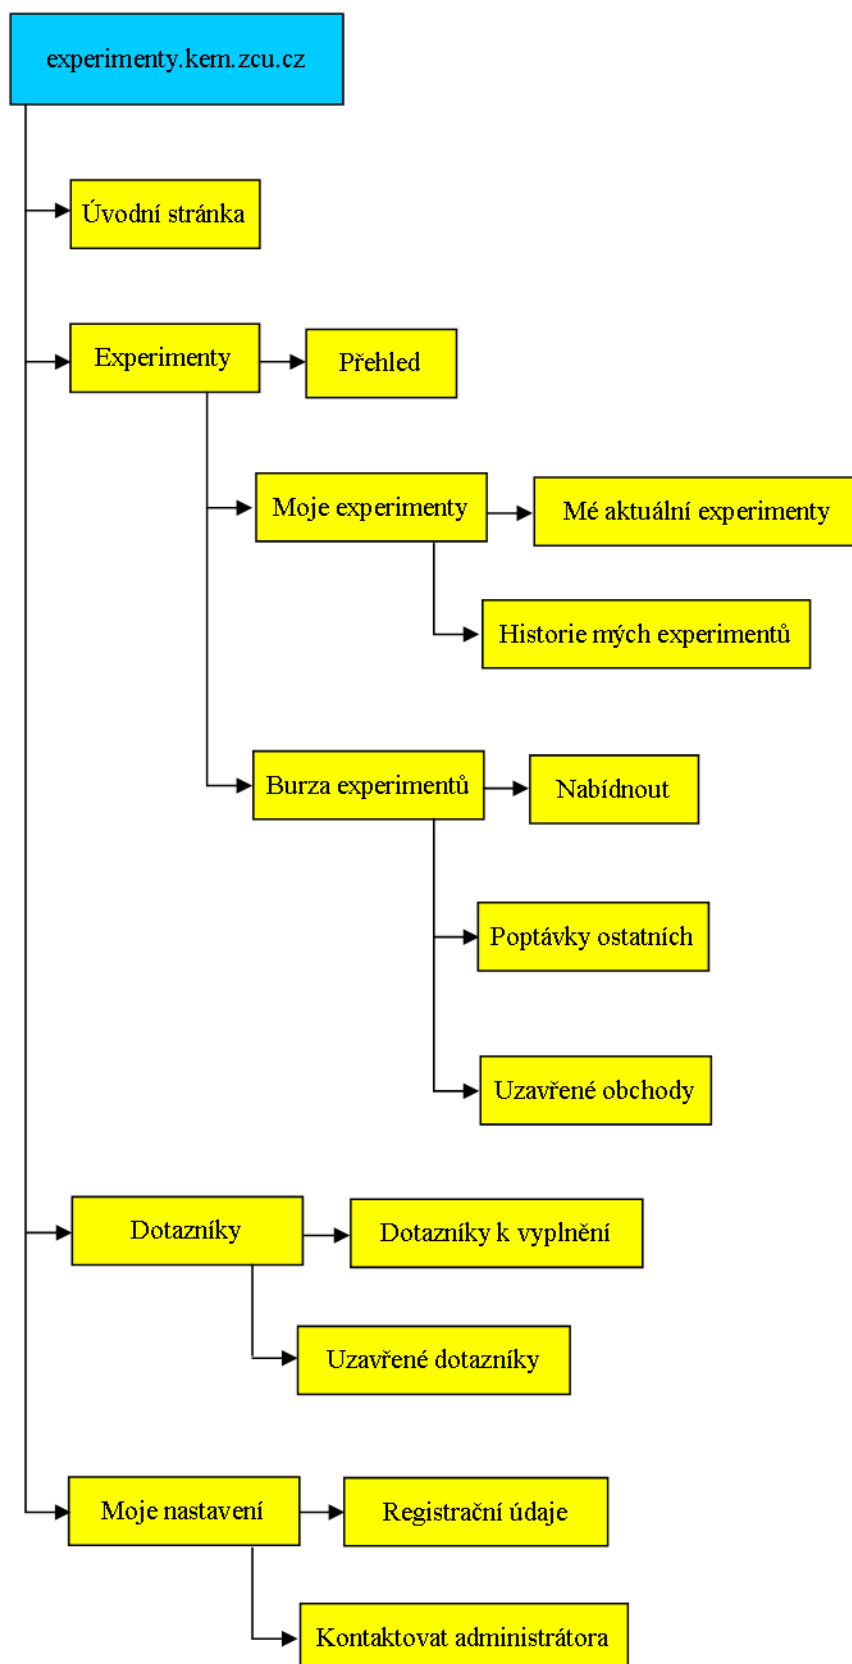 experimenty.kem.zcu.cz
Úvodní stránka
Experimenty
Přehled
Moje experimenty
Mé aktuální experimenty
Historie mých experimentů
Burza experimentů
Nabídnout
Poptávky ostatních
Uzavřené obchody
Dotazníky
Dotazníky k vyplnění
Uzavřené dotazníky
Moje nastavení
Registrační údaje
Kontaktovat administrátora